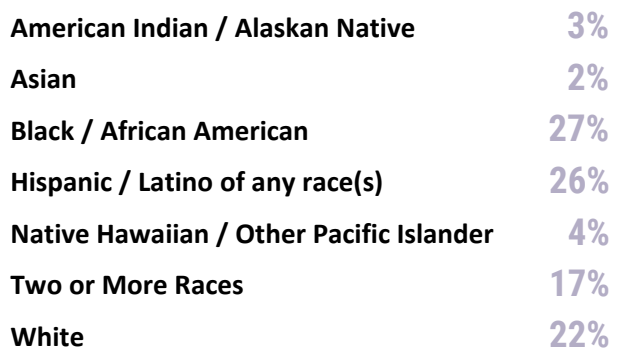 American Indian / Alaskan Native 3%
Asian 2%
Black / African American 27%
Hispanic / Latino of any race(s) 26%
Native Hawaiian / Other Pacific Islander 4%
Two or More Races 17%
White 22%